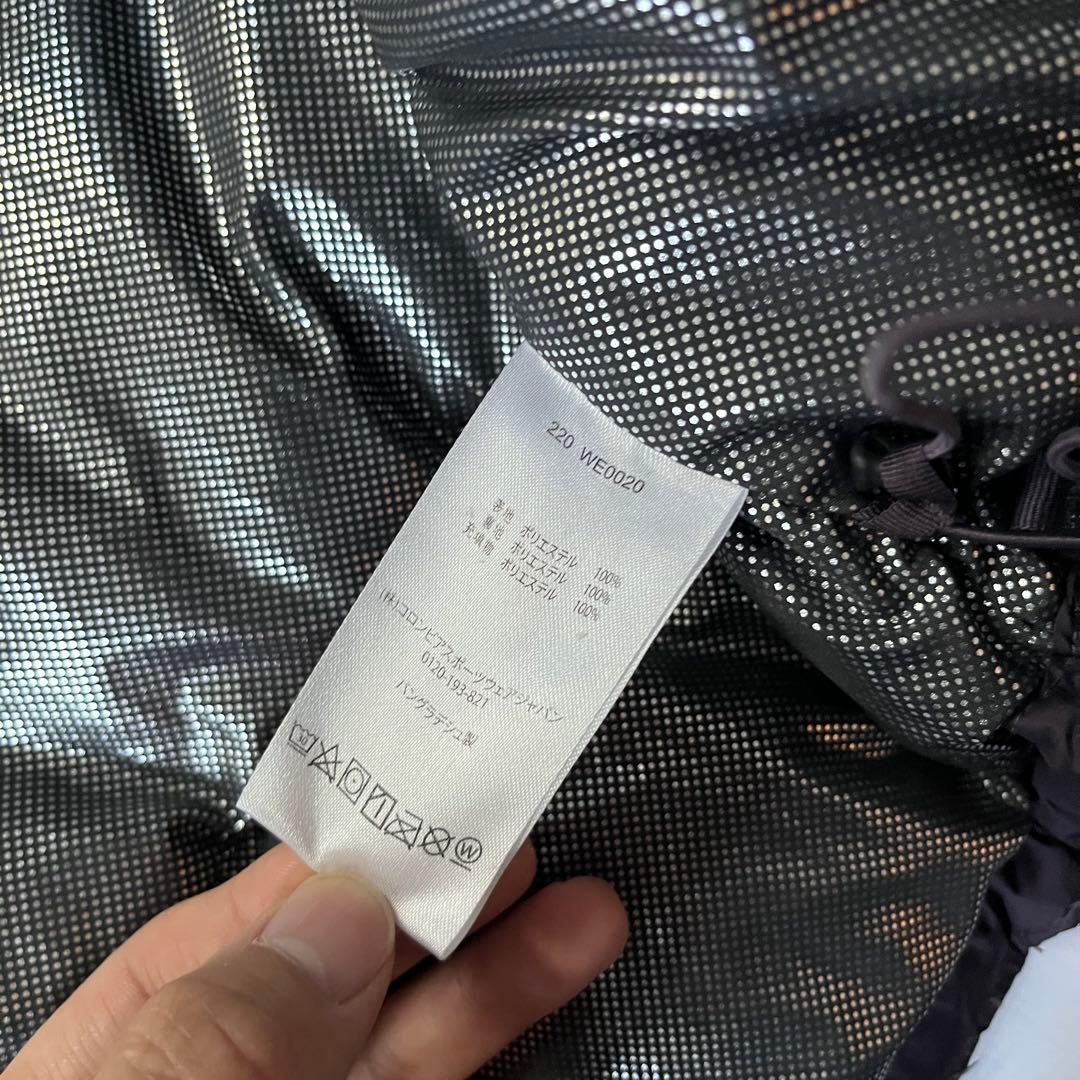 220 WE0020
表地 ポリエステル 100%
裏地 ポリエステル 100%
充填物 ポリエステル 100%
(株)コロンビアスポーツウェアジャパン
0120-193-821
バングラデシュ製
W